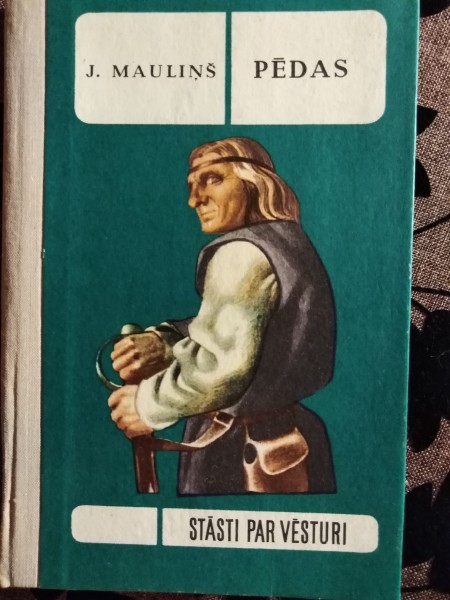 J. MAULIŅŠ
PĒDAS
STĀSTI PAR VĒSTURI